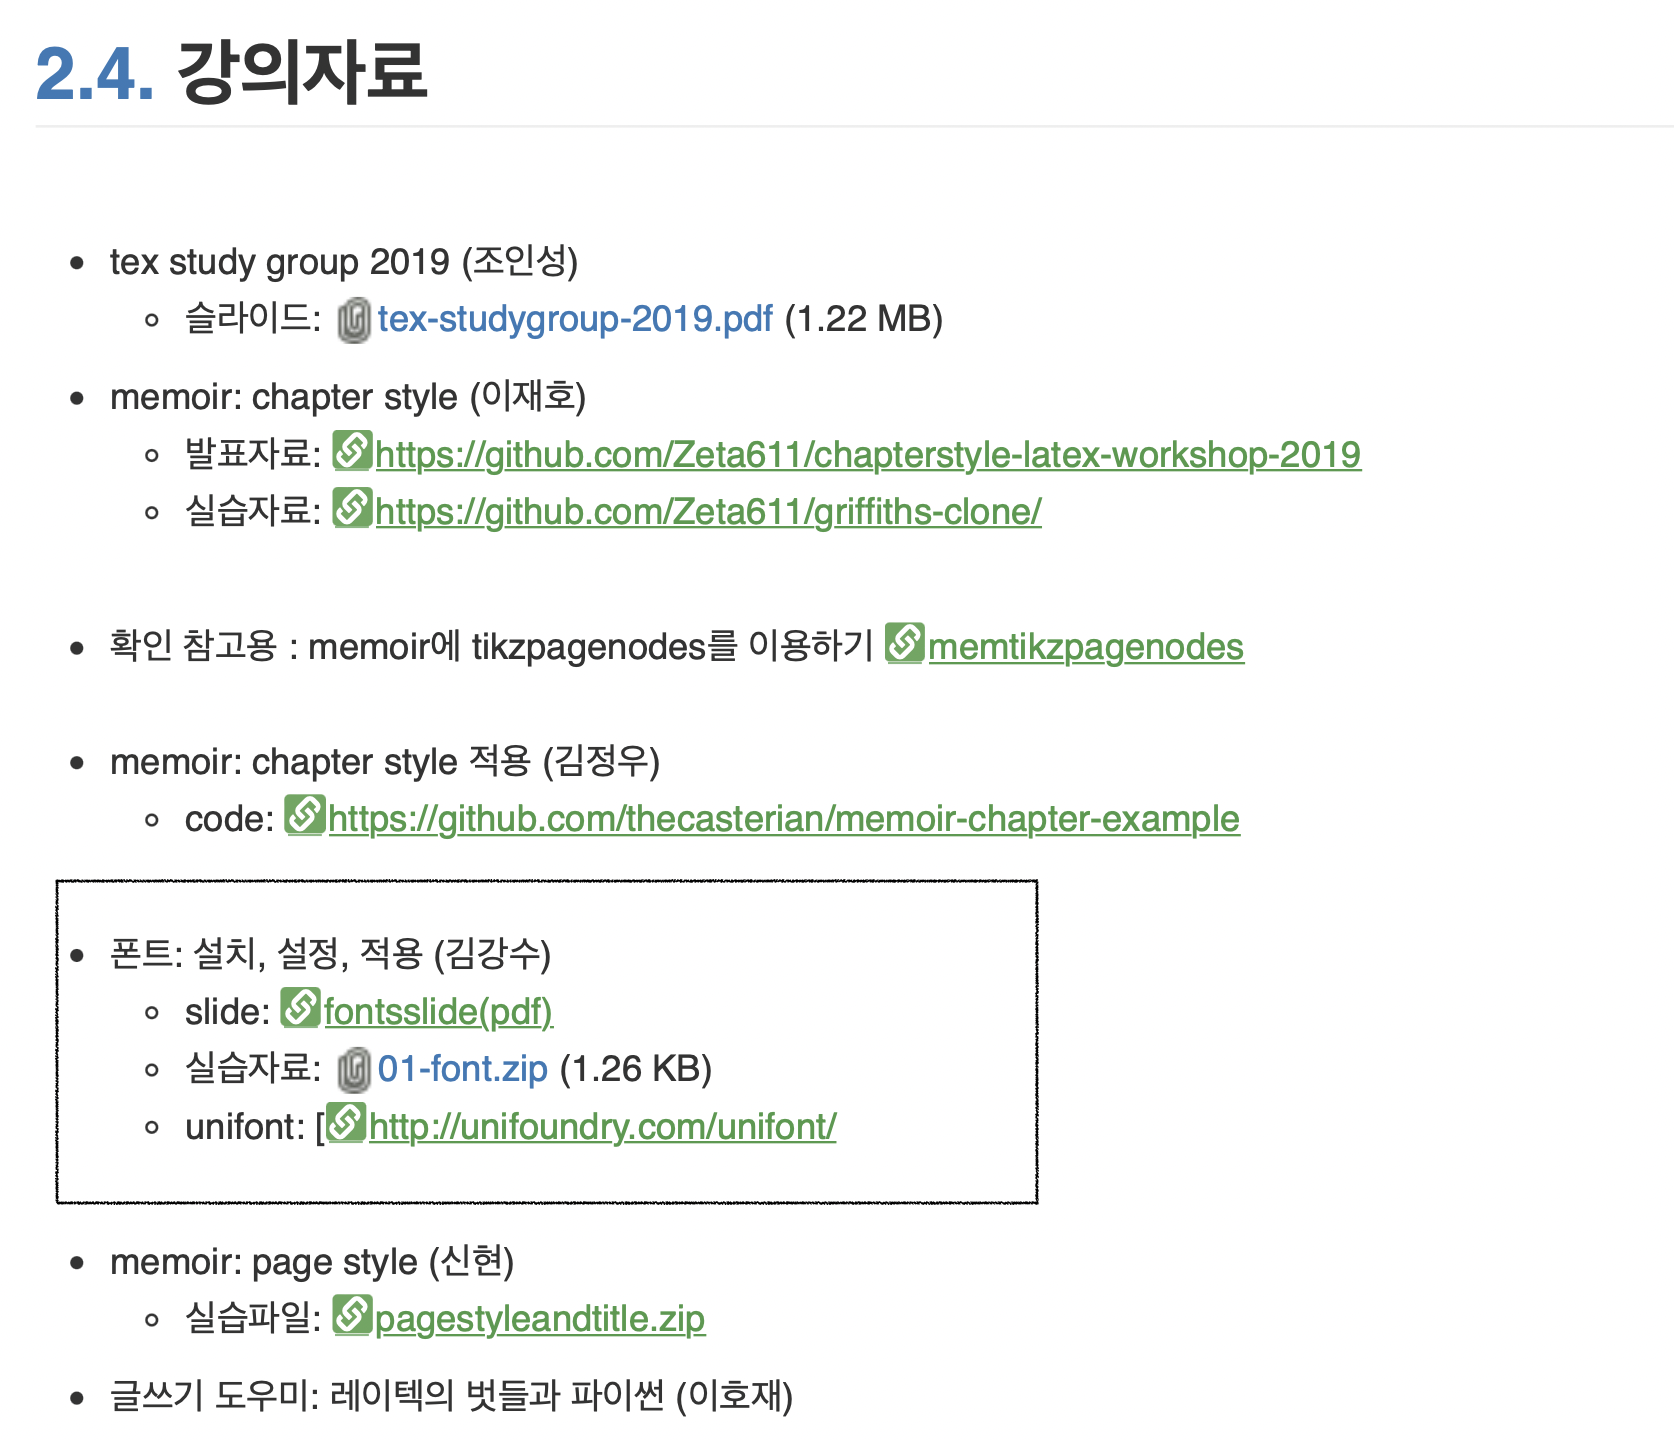 2.4. 강의자료
tex study group 2019 (조인성)
슬라이드: tex-studygroup-2019.pdf (1.22 MB)
memoir: chapter style (이재호)
발표자료: https://github.com/Zeta611/chapterstyle-latex-workshop-2019
실습자료: https://github.com/Zeta611/griffiths-clone/
확인 참고용 : memoir에 tikzpagenodes를 이용하기 memtikzpagenodes
memoir: chapter style 적용 (김정우)
code: https://github.com/thecasterian/memoir-chapter-example
폰트: 설치, 설정, 적용 (김강수)
slide: fontsslide(pdf)
실습자료: 01-font.zip (1.26 KB)
unifont: [http://unifoundry.com/unifont/
memoir: page style (신현)
실습파일: pagestyleandtitle.zip
글쓰기 도우미: 레이텍의 벗들과 파이썬 (이호재)